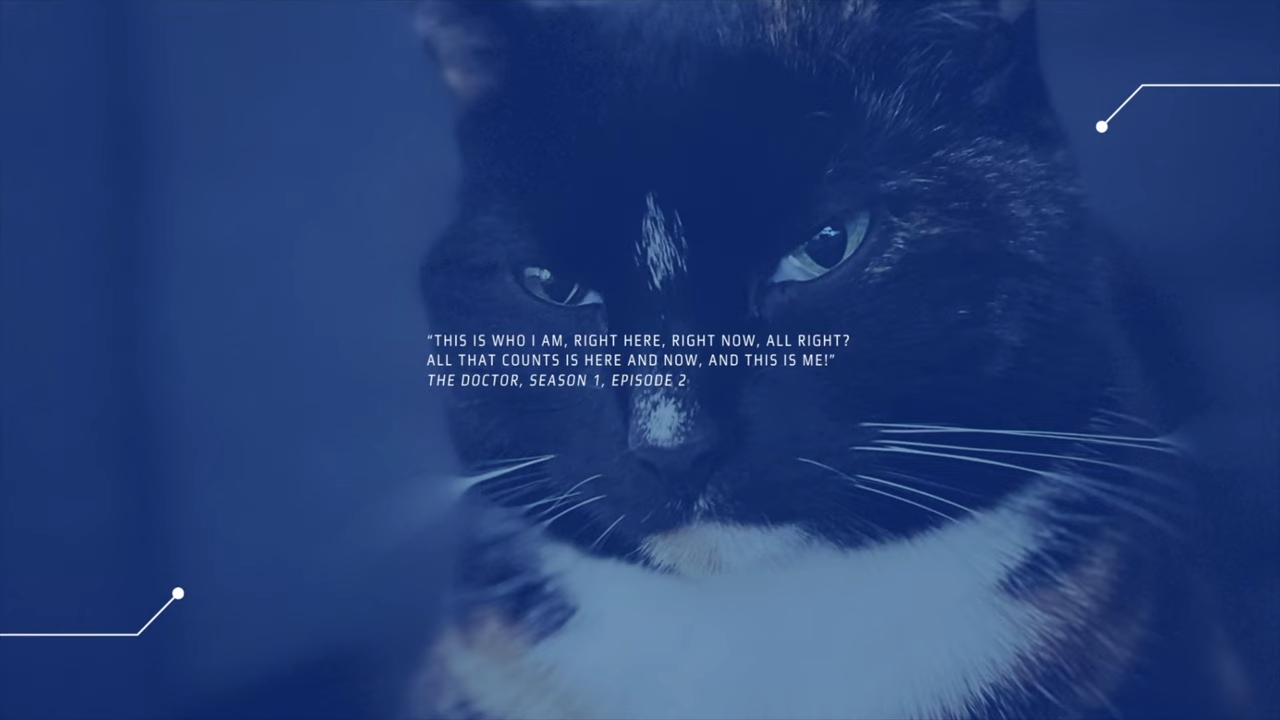 “THIS IS WHO I AM, RIGHT HERE, RIGHT NOW, ALL RIGHT?
ALL THAT COUNTS IS HERE AND NOW, AND THIS IS ME!”
THE DOCTOR, SEASON 1, EPISODE 2